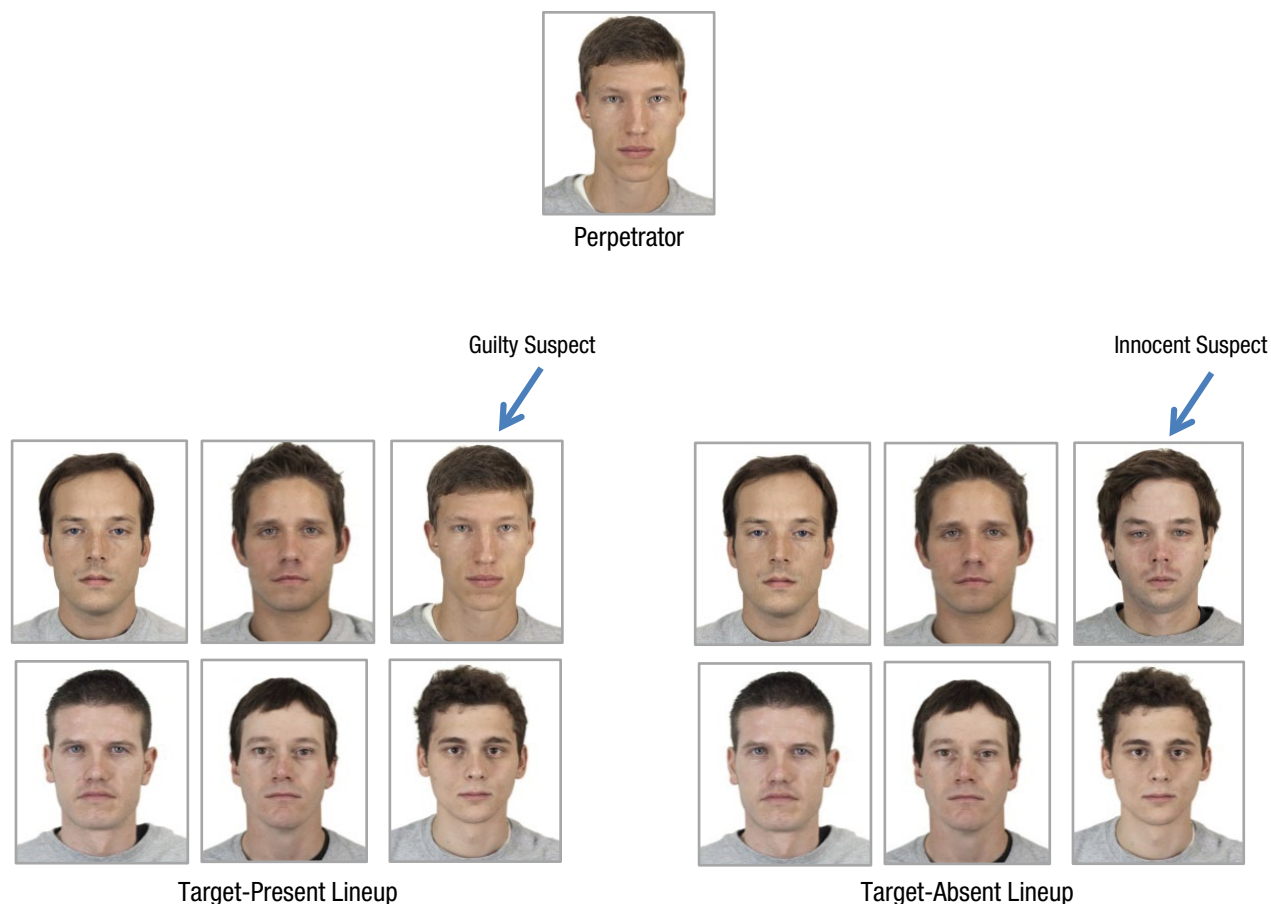 Perpetrator
Guilty Suspect
Innocent Suspect
Target-Present Lineup
Target-Absent Lineup